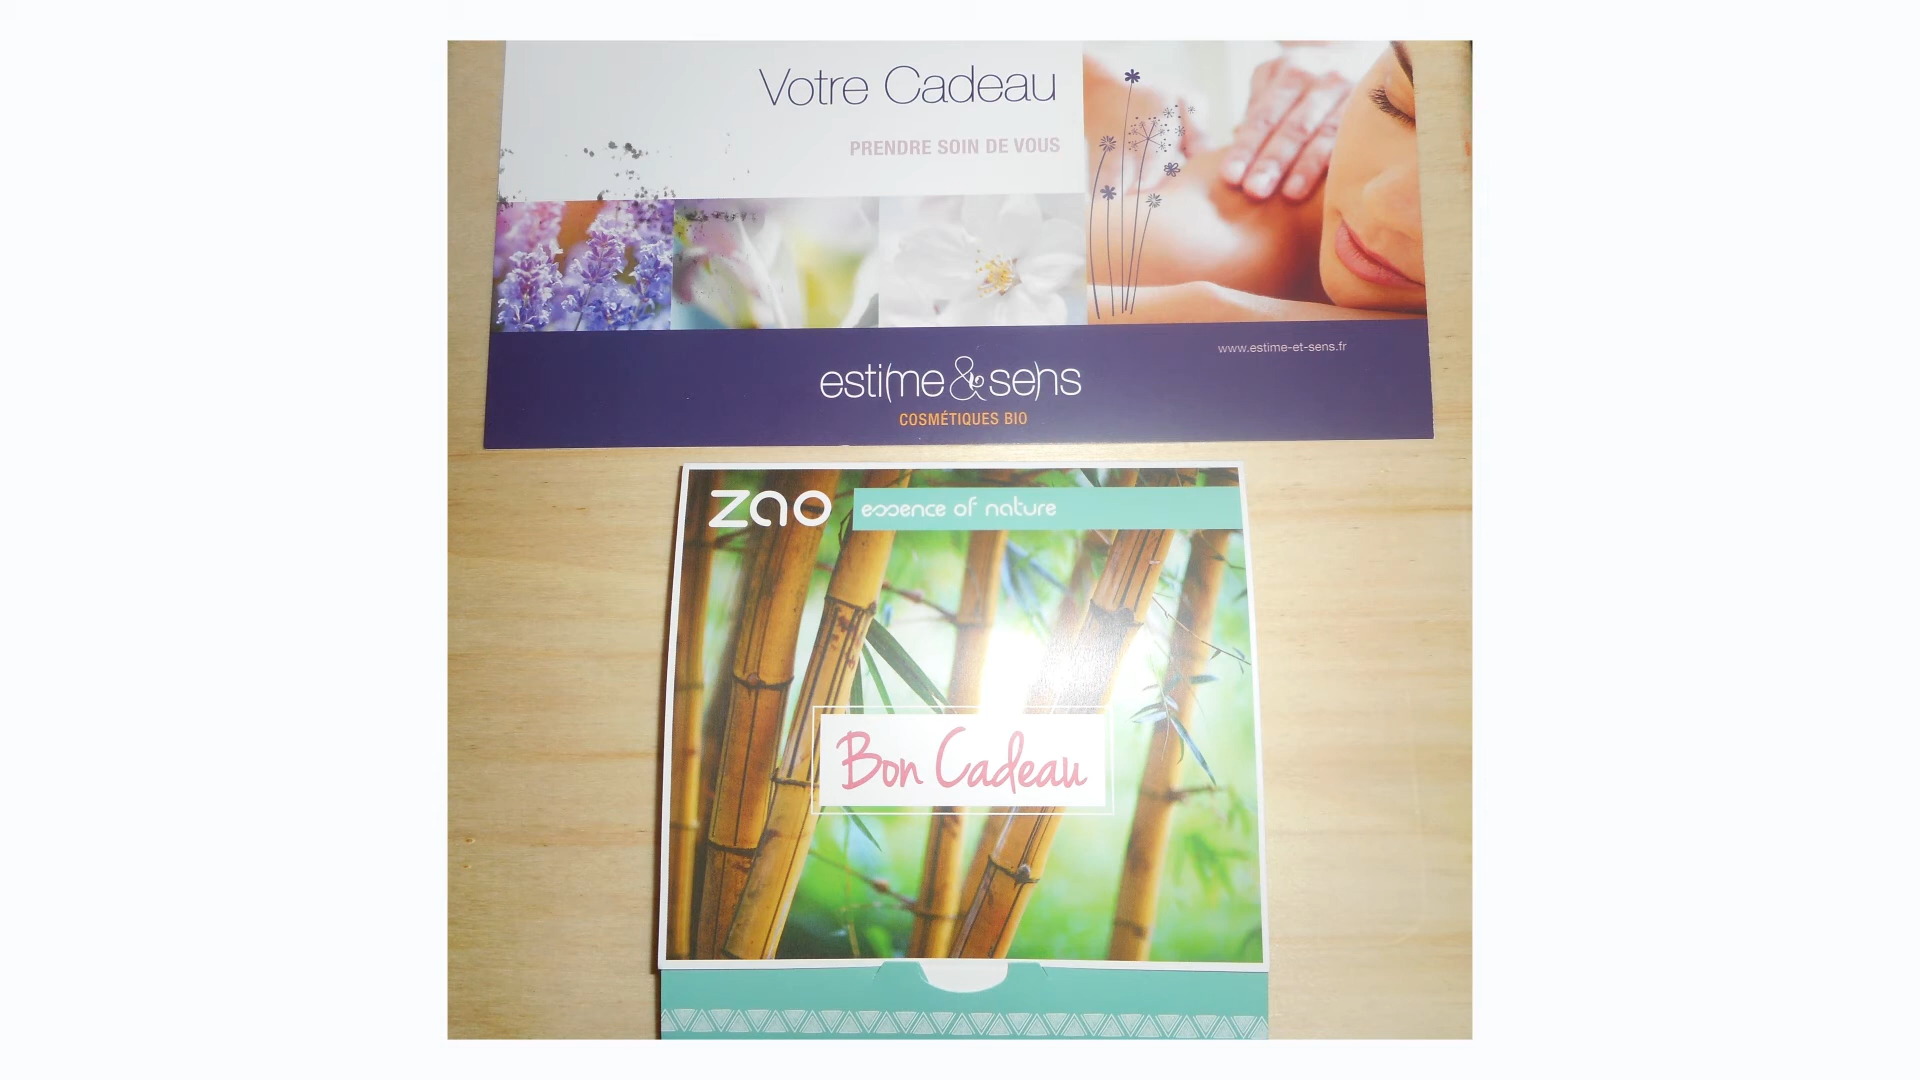 Votre Cadeau
PRENDRE SOIN DE VOUS
www.estime-et-sens.fr
estime & sens
COSMÉTIQUES BIO
zao essence of nature
Bon Cadeau